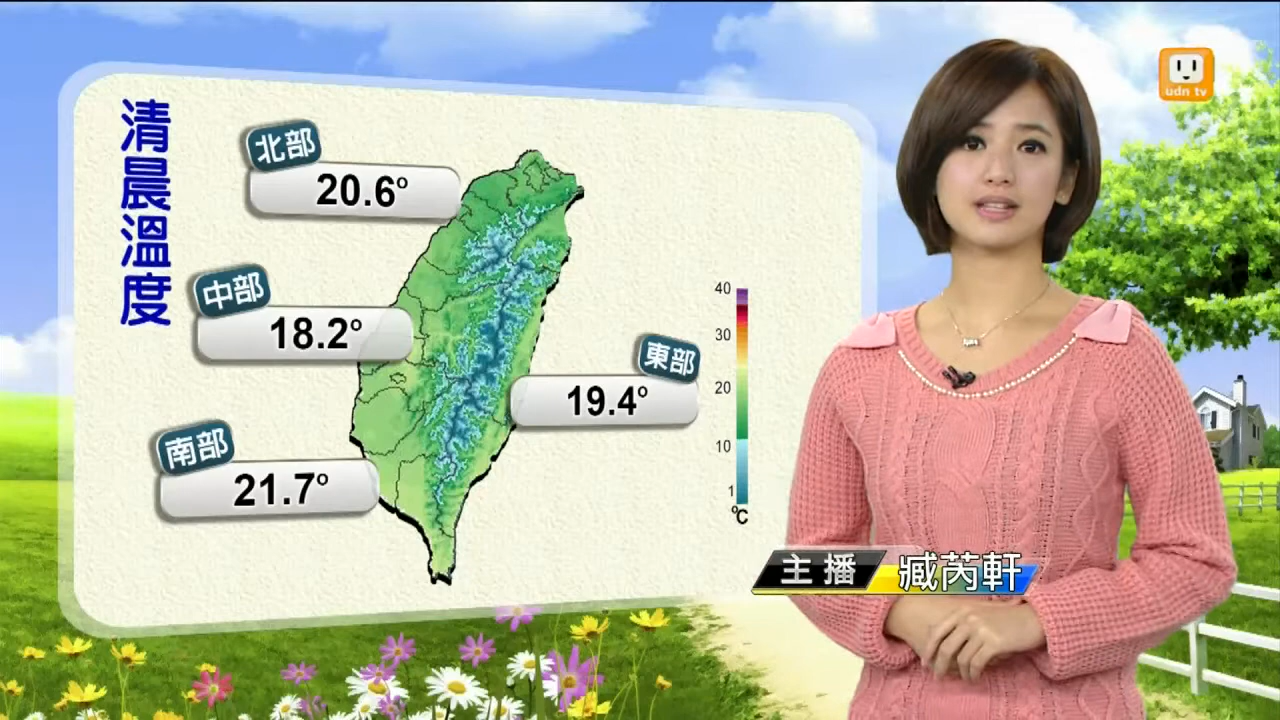 清晨溫度
北部
20.6°
中部
18.2°
東部
19.4°
南部
21.7°
40
30
20
10
1
°C
udn tv
主播 臧芮軒